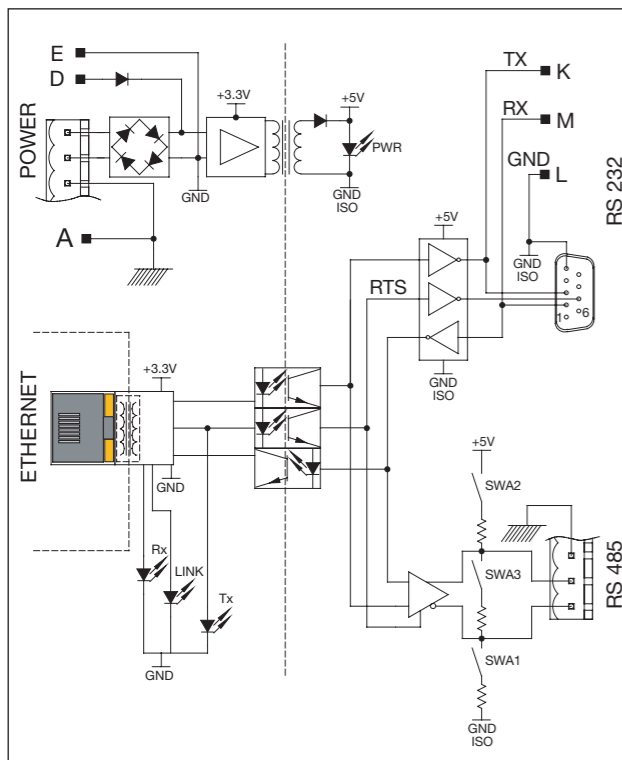 E
D
POWER
A
+3.3V
GND
+5V
PWR
GND
ISO
TX
K
RX
M
GND
L
RS 232
GND
ISO
+5V
RTS
GND
ISO
1
6
ETHERNET
+3.3V
GND
Rx
LINK
Tx
GND
+5V
SWA2
SWA3
SWA1
RS 485
GND
ISO